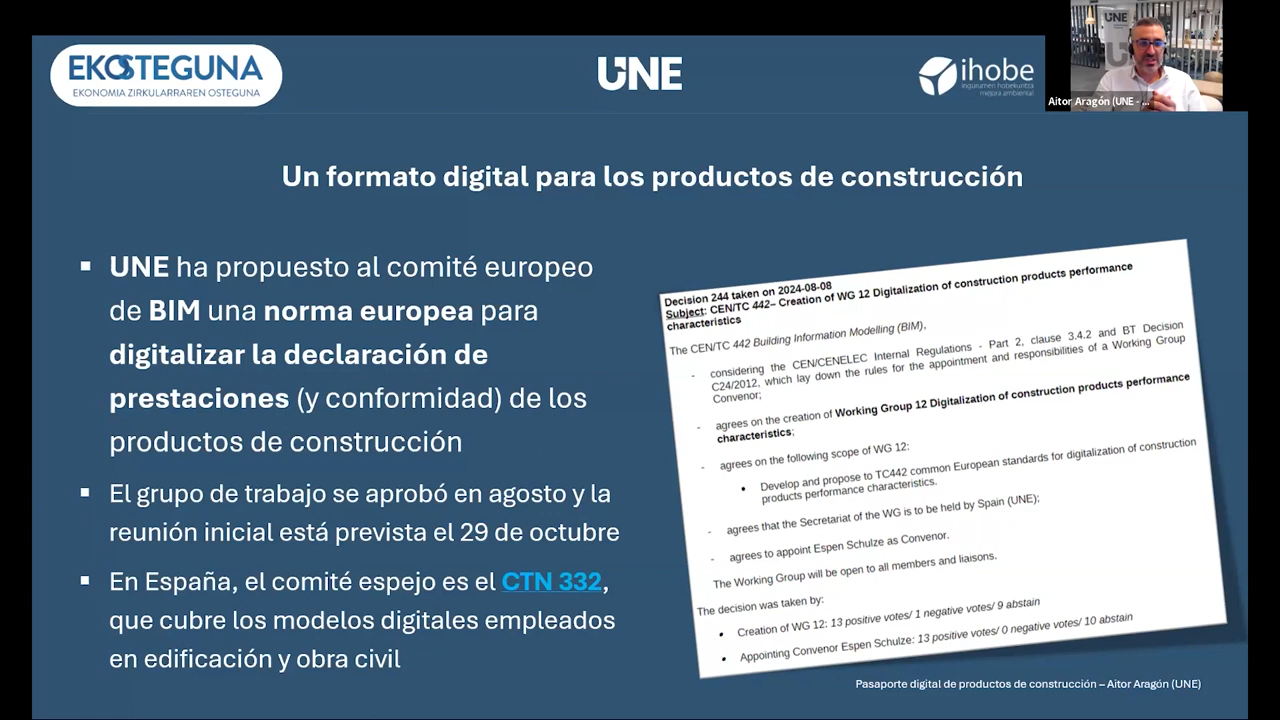 EKOSTEGUNA
EKONOMIA ZIRKULARRAREN OSTEGUNA
UNE
ihobe
ingurumen hobekuntza
mejora ambiental
UNE
Aitor Aragón (UNE - ...
Un formato digital para los productos de construcción
▪ UNE ha propuesto al comité europeo
de BIM una norma europea para
digitalizar la declaración de
prestaciones (y conformidad) de los
productos de construcción
▪ El grupo de trabajo se aprobó en agosto y la
reunión inicial está prevista el 29 de octubre
▪ En España, el comité espejo es el CTN 332,
que cubre los modelos digitales empleados
en edificación y obra civil
Decision 244 taken on 2024-08-08
Subject: CEN/TC 442– Creation of WG 12 Digitalization of construction products performance
characteristics
The CEN/TC 442 Building Information Modelling (BIM),
- considering the CEN/CENELEC Internal Regulations - Part 2, clause 3.4.2 and BT Decision
C24/2012, which lay down the rules for the appointment and responsibilities of a Working Group
Convenor;
- agrees on the creation of Working Group 12 Digitalization of construction products performance
characteristics;
- agrees on the following scope of WG 12:
• Develop and propose to TC442 common European standards for digitalization of construction
products performance characteristics.
- agrees that the Secretariat of the WG is to be held by Spain (UNE);
- agrees to appoint Espen Schulze as Convenor.
The Working Group will be open to all members and liaisons.
The decision was taken by:
• Creation of WG 12: 13 positive votes/ 1 negative votes/ 9 abstain
• Appointing Convenor Espen Schulze: 13 positive votes/ 0 negative votes/ 10 abstain
Pasaporte digital de productos de construcción – Aitor Aragón (UNE)